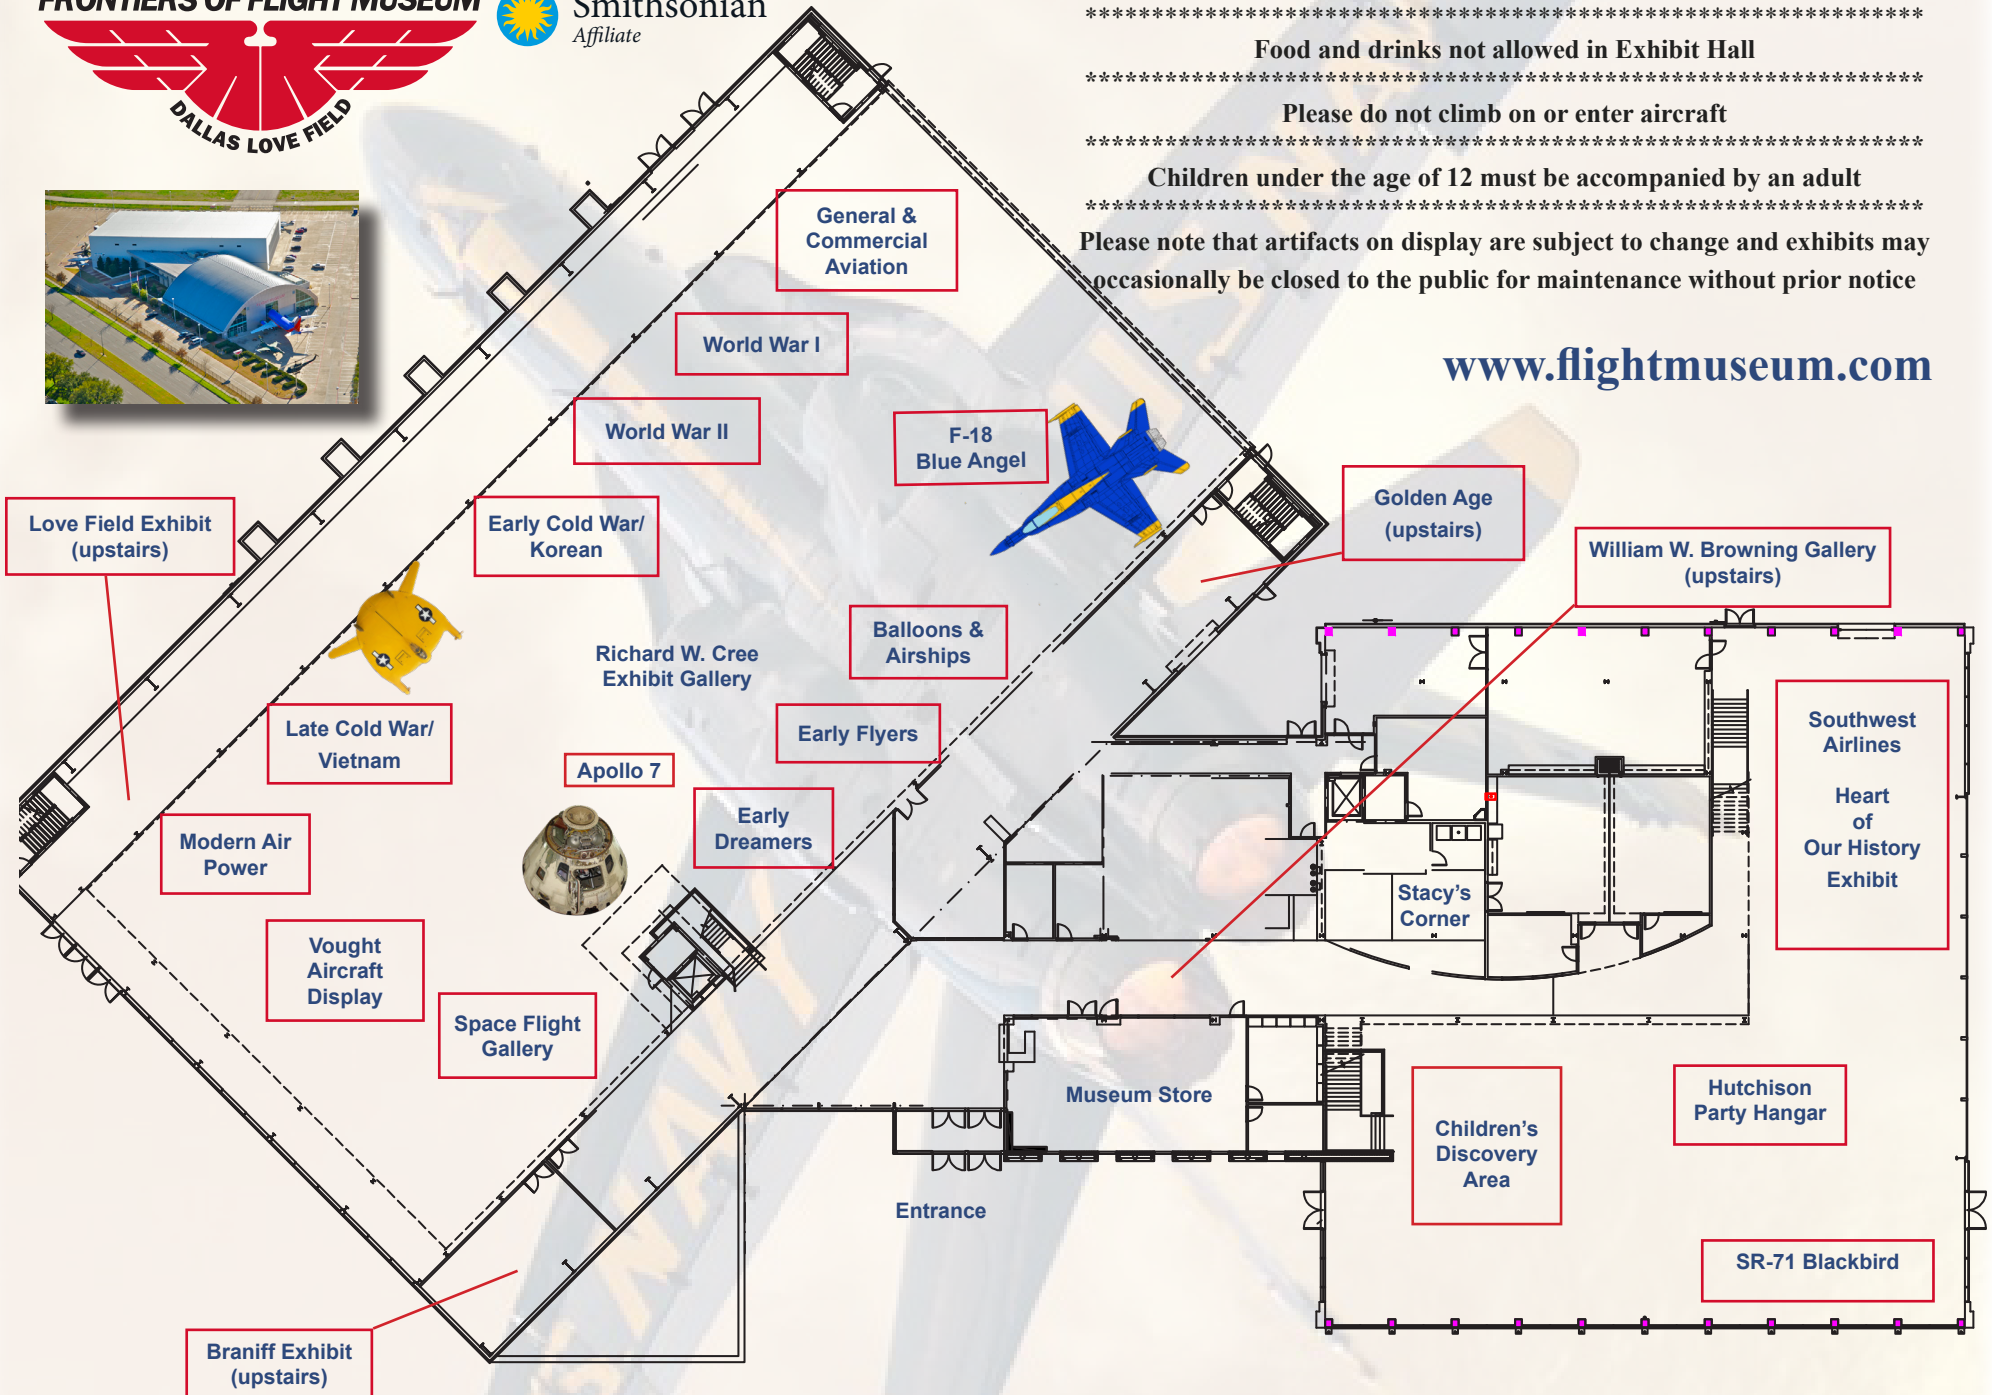 FRONTIERS OF FLIGHT MUSEUM
DALLAS LOVE FIELD
Smithsonian
Affiliate
****************************************************************
Food and drinks not allowed in Exhibit Hall
****************************************************************
Please do not climb on or enter aircraft
****************************************************************
Children under the age of 12 must be accompanied by an adult
****************************************************************
Please note that artifacts on display are subject to change and exhibits may
occasionally be closed to the public for maintenance without prior notice
www.flightmuseum.com
General &
Commercial
Aviation
World War I
World War II
F-18
Blue Angel
Golden Age
(upstairs)
Love Field Exhibit
(upstairs)
Early Cold War/
Korean
William W. Browning Gallery
(upstairs)
Balloons &
Airships
Richard W. Cree
Exhibit Gallery
Late Cold War/
Vietnam
Early Flyers
Southwest
Airlines
Heart
of
Our History
Exhibit
Apollo 7
Early
Dreamers
Modern Air
Power
Stacy's
Corner
Vought
Aircraft
Display
Space Flight
Gallery
Museum Store
Hutchison
Party Hangar
Children's
Discovery
Area
Entrance
SR-71 Blackbird
Braniff Exhibit
(upstairs)
US NAVY
NAVY